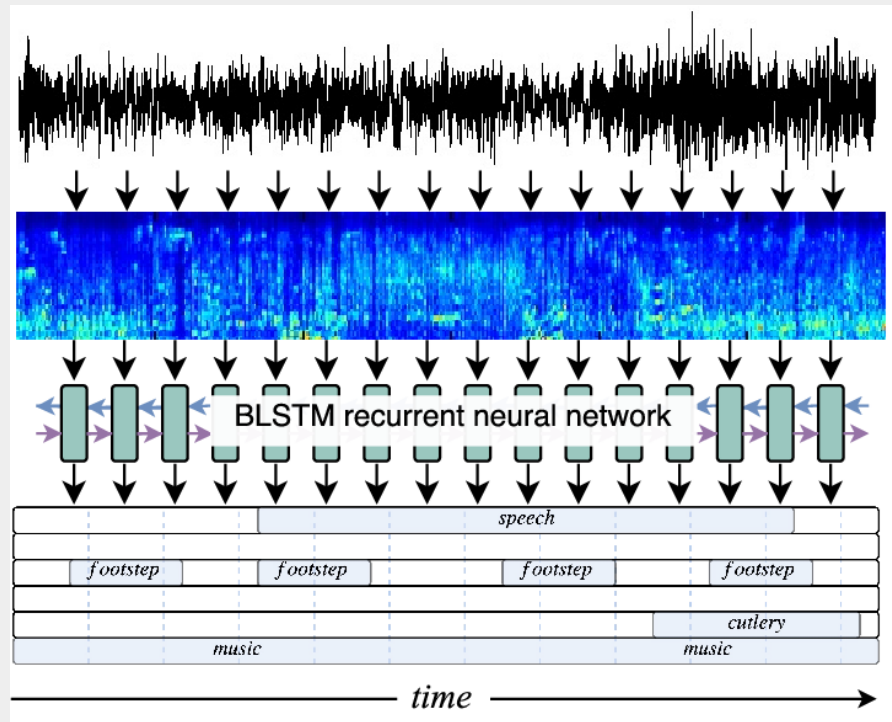 BLSTM recurrent neural network
speech
footstep footstep footstep footstep
cutlery
music music
time